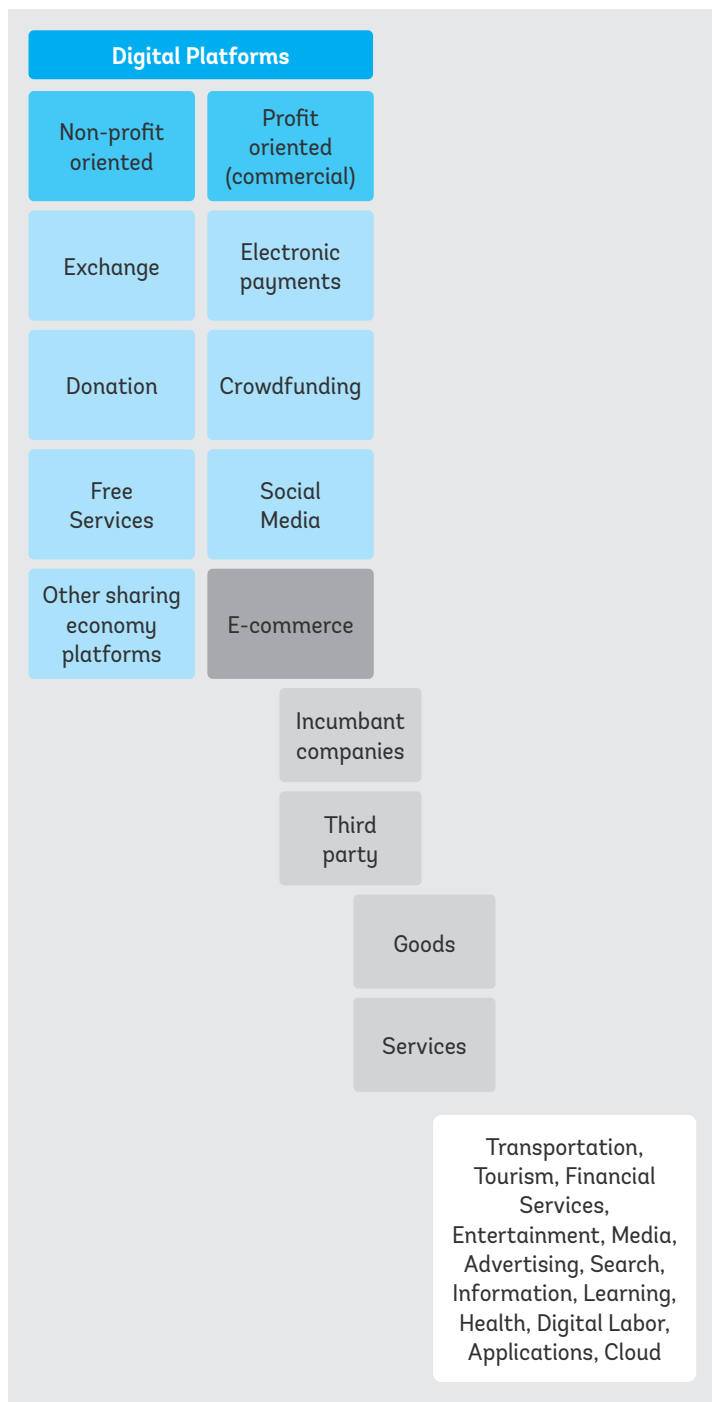 Digital Platforms
Non-profit
oriented
Profit
oriented
(commercial)
Exchange
Electronic
payments
Donation
Crowdfunding
Free
Services
Social
Media
Other sharing
economy
platforms
E-commerce
Incumbant
companies
Third
party
Goods
Services
Transportation,
Tourism, Financial
Services,
Entertainment, Media,
Advertising, Search,
Information, Learning,
Health, Digital Labor,
Applications, Cloud